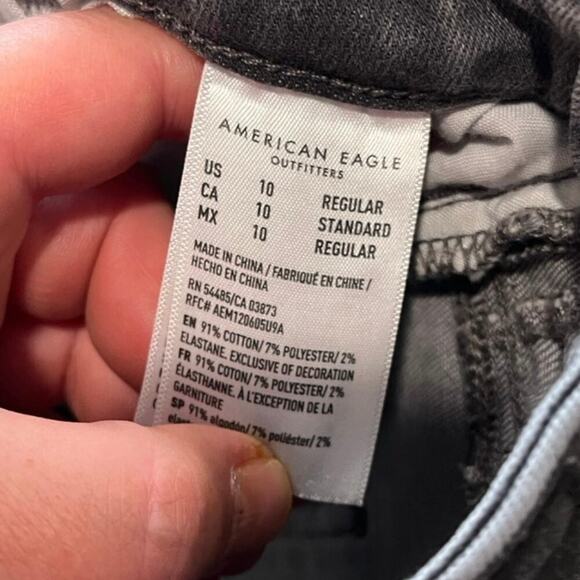 AMERICAN EAGLE
OUTFITTERS
US 10 REGULAR
CA 10 STANDARD
MX 10 REGULAR
MADE IN CHINA / FABRIQUÉ EN CHINE /
HECHO EN CHINA
RN 54485/CA 03873
RFC# AEM120605U9A
EN 91% COTTON/ 7% POLYESTER/ 2%
ELASTANE, EXCLUSIVE OF DECORATION
FR 91% COTON/ 7% POLYESTER/ 2%
ÉLASTHANNE, À L'EXCEPTION DE LA
GARNITURE
SP 91% algodón/ 7% poliéster/ 2%